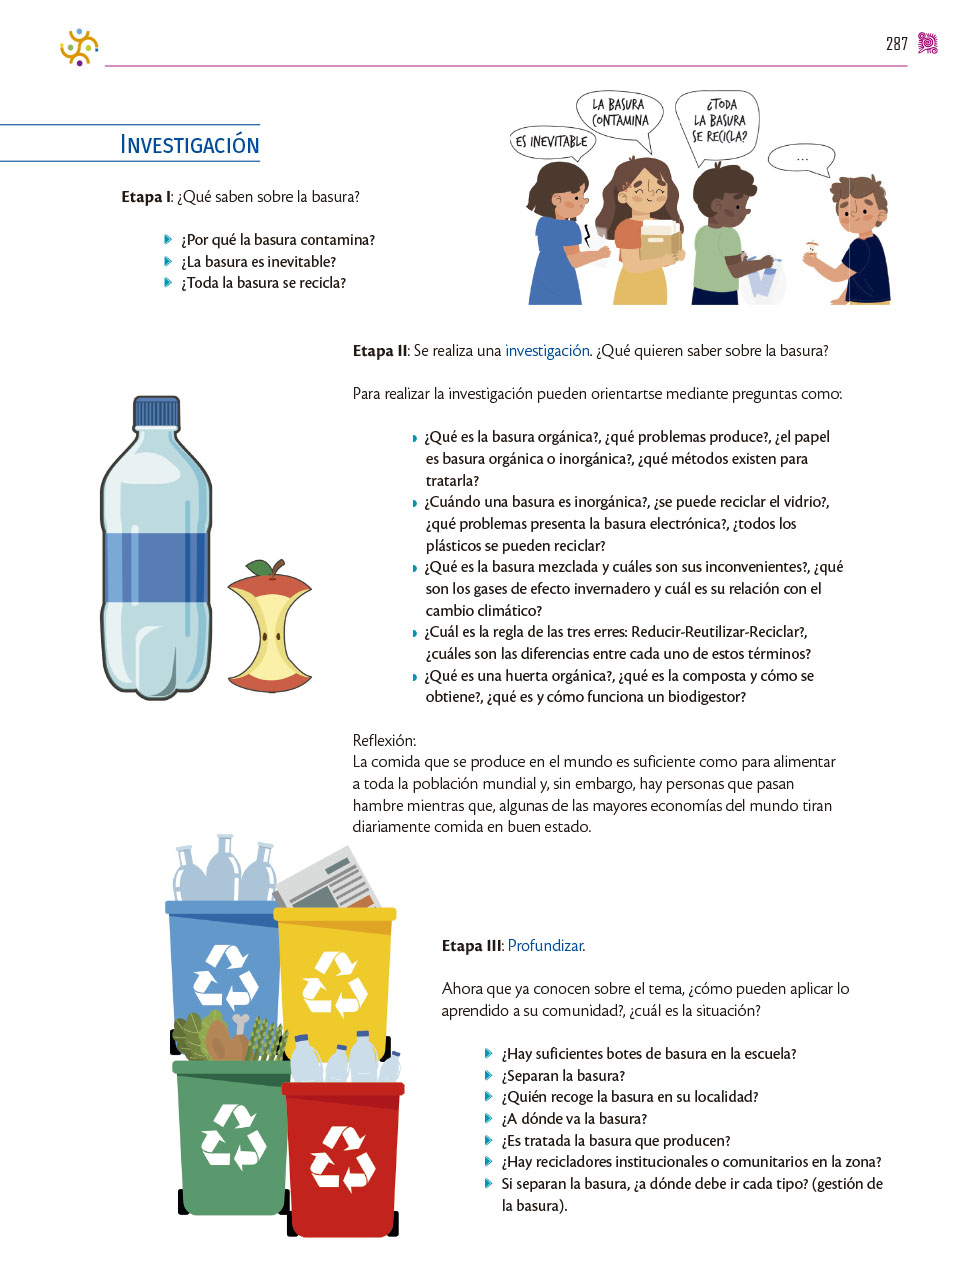 287
LA BASURA
CONTAMINA
¿TODA
LA BASURA
SE RECICLA?
ES INEVITABLE
...
INVESTIGACIÓN
Etapa I: ¿Qué saben sobre la basura?
¿Por qué la basura contamina?
¿La basura es inevitable?
¿Toda la basura se recicla?
Etapa II: Se realiza una investigación. ¿Qué quieren saber sobre la basura?
Para realizar la investigación pueden orientartse mediante preguntas como:
¿Qué es la basura orgánica?, ¿qué problemas produce?, ¿el papel
es basura orgánica o inorgánica?, ¿qué métodos existen para
tratarla?
¿Cuándo una basura es inorgánica?, ¿se puede reciclar el vidrio?,
¿qué problemas presenta la basura electrónica?, ¿todos los
plásticos se pueden reciclar?
¿Qué es la basura mezclada y cuáles son sus inconvenientes?, ¿qué
son los gases de efecto invernadero y cuál es su relación con el
cambio climático?
¿Cuál es la regla de las tres erres: Reducir-Reutilizar-Reciclar?,
¿cuáles son las diferencias entre cada uno de estos términos?
¿Qué es una huerta orgánica?, ¿qué es la composta y cómo se
obtiene?, ¿qué es y cómo funciona un biodigestor?
Reflexión:
La comida que se produce en el mundo es suficiente como para alimentar
a toda la población mundial y, sin embargo, hay personas que pasan
hambre mientras que, algunas de las mayores economías del mundo tiran
diariamente comida en buen estado.
Etapa III: Profundizar.
Ahora que ya conocen sobre el tema, ¿cómo pueden aplicar lo
aprendido a su comunidad?, ¿cuál es la situación?
¿Hay suficientes botes de basura en la escuela?
¿Separan la basura?
¿Quién recoge la basura en su localidad?
¿A dónde va la basura?
¿Es tratada la basura que producen?
¿Hay recicladores institucionales o comunitarios en la zona?
Si separan la basura, ¿a dónde debe ir cada tipo? (gestión de
la basura).